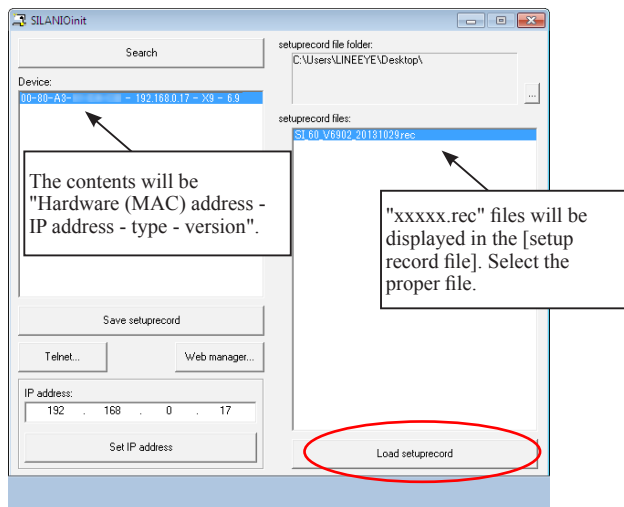 SILANIOinit
Search
Device:
00-80-A3- - 192.168.0.17 - X9 - 6.9
The contents will be
"Hardware (MAC) address -
IP address - type - version".
Save setuprecord
Telnet...
Web manager...
IP address:
192 . 168 . 0 . 17
Set IP address
setuprecord file folder:
C:\Users\LINEEYE\Desktop\
...
setuprecord files:
SI_60_V6902_20131029.rec
"xxxxx.rec" files will be
displayed in the [setup
record file]. Select the
proper file.
Load setuprecord